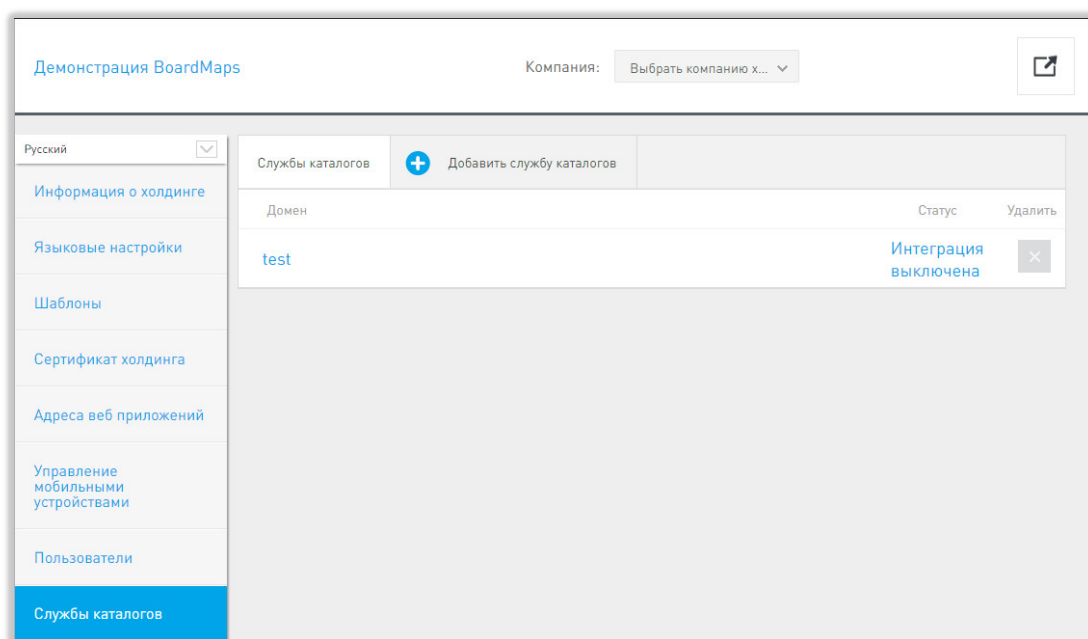 Демонстрация BoardMaps
Компания: Выбрать компанию х...
Русский
Информация о холдинге
Языковые настройки
Шаблоны
Сертификат холдинга
Адреса веб приложений
Управление
мобильными
устройствами
Пользователи
Службы каталогов
Службы каталогов Добавить службу каталогов
Домен Статус Удалить
test Интеграция
выключена